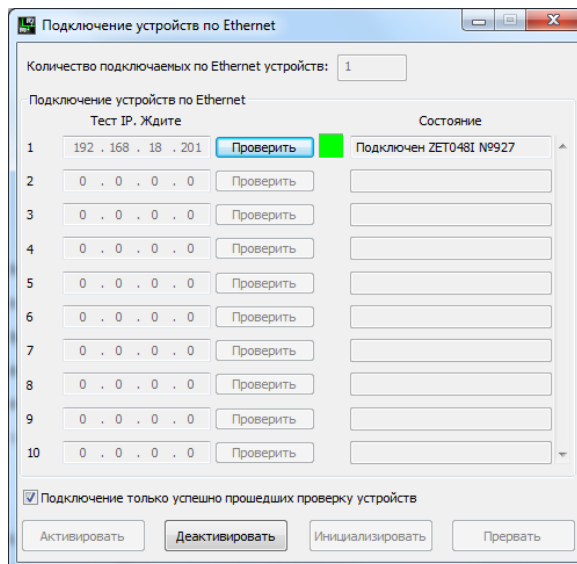 Подключение устройств по Ethernet
Количество подключаемых по Ethernet устройств: 1
Подключение устройств по Ethernet
Тест IP. Ждите Состояние
1 192 . 168 . 18 . 201 Проверить Подключен ZET048I №927
2 0 . 0 . 0 . 0 Проверить
3 0 . 0 . 0 . 0 Проверить
4 0 . 0 . 0 . 0 Проверить
5 0 . 0 . 0 . 0 Проверить
6 0 . 0 . 0 . 0 Проверить
7 0 . 0 . 0 . 0 Проверить
8 0 . 0 . 0 . 0 Проверить
9 0 . 0 . 0 . 0 Проверить
10 0 . 0 . 0 . 0 Проверить
Подключение только успешно прошедших проверку устройств
Активировать Деактивировать Инициализировать Прервать